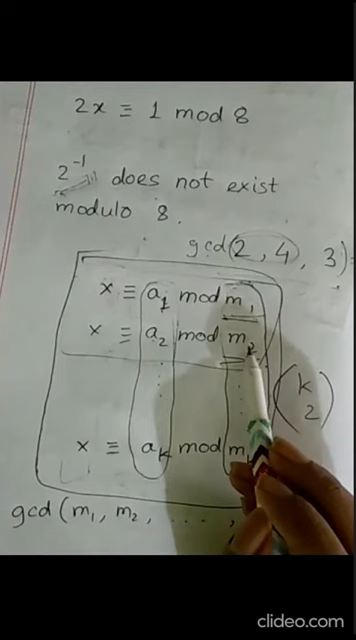 2x ≡ 1 mod 8
2⁻¹ does not exist
modulo 8.
gcd(2, 4, 3) =
x ≡ a₁ mod m₁
x ≡ a₂ mod m₂
(k
2)
x ≡ aₖ mod m
gcd(m₁, m₂, ...,
clideo.com